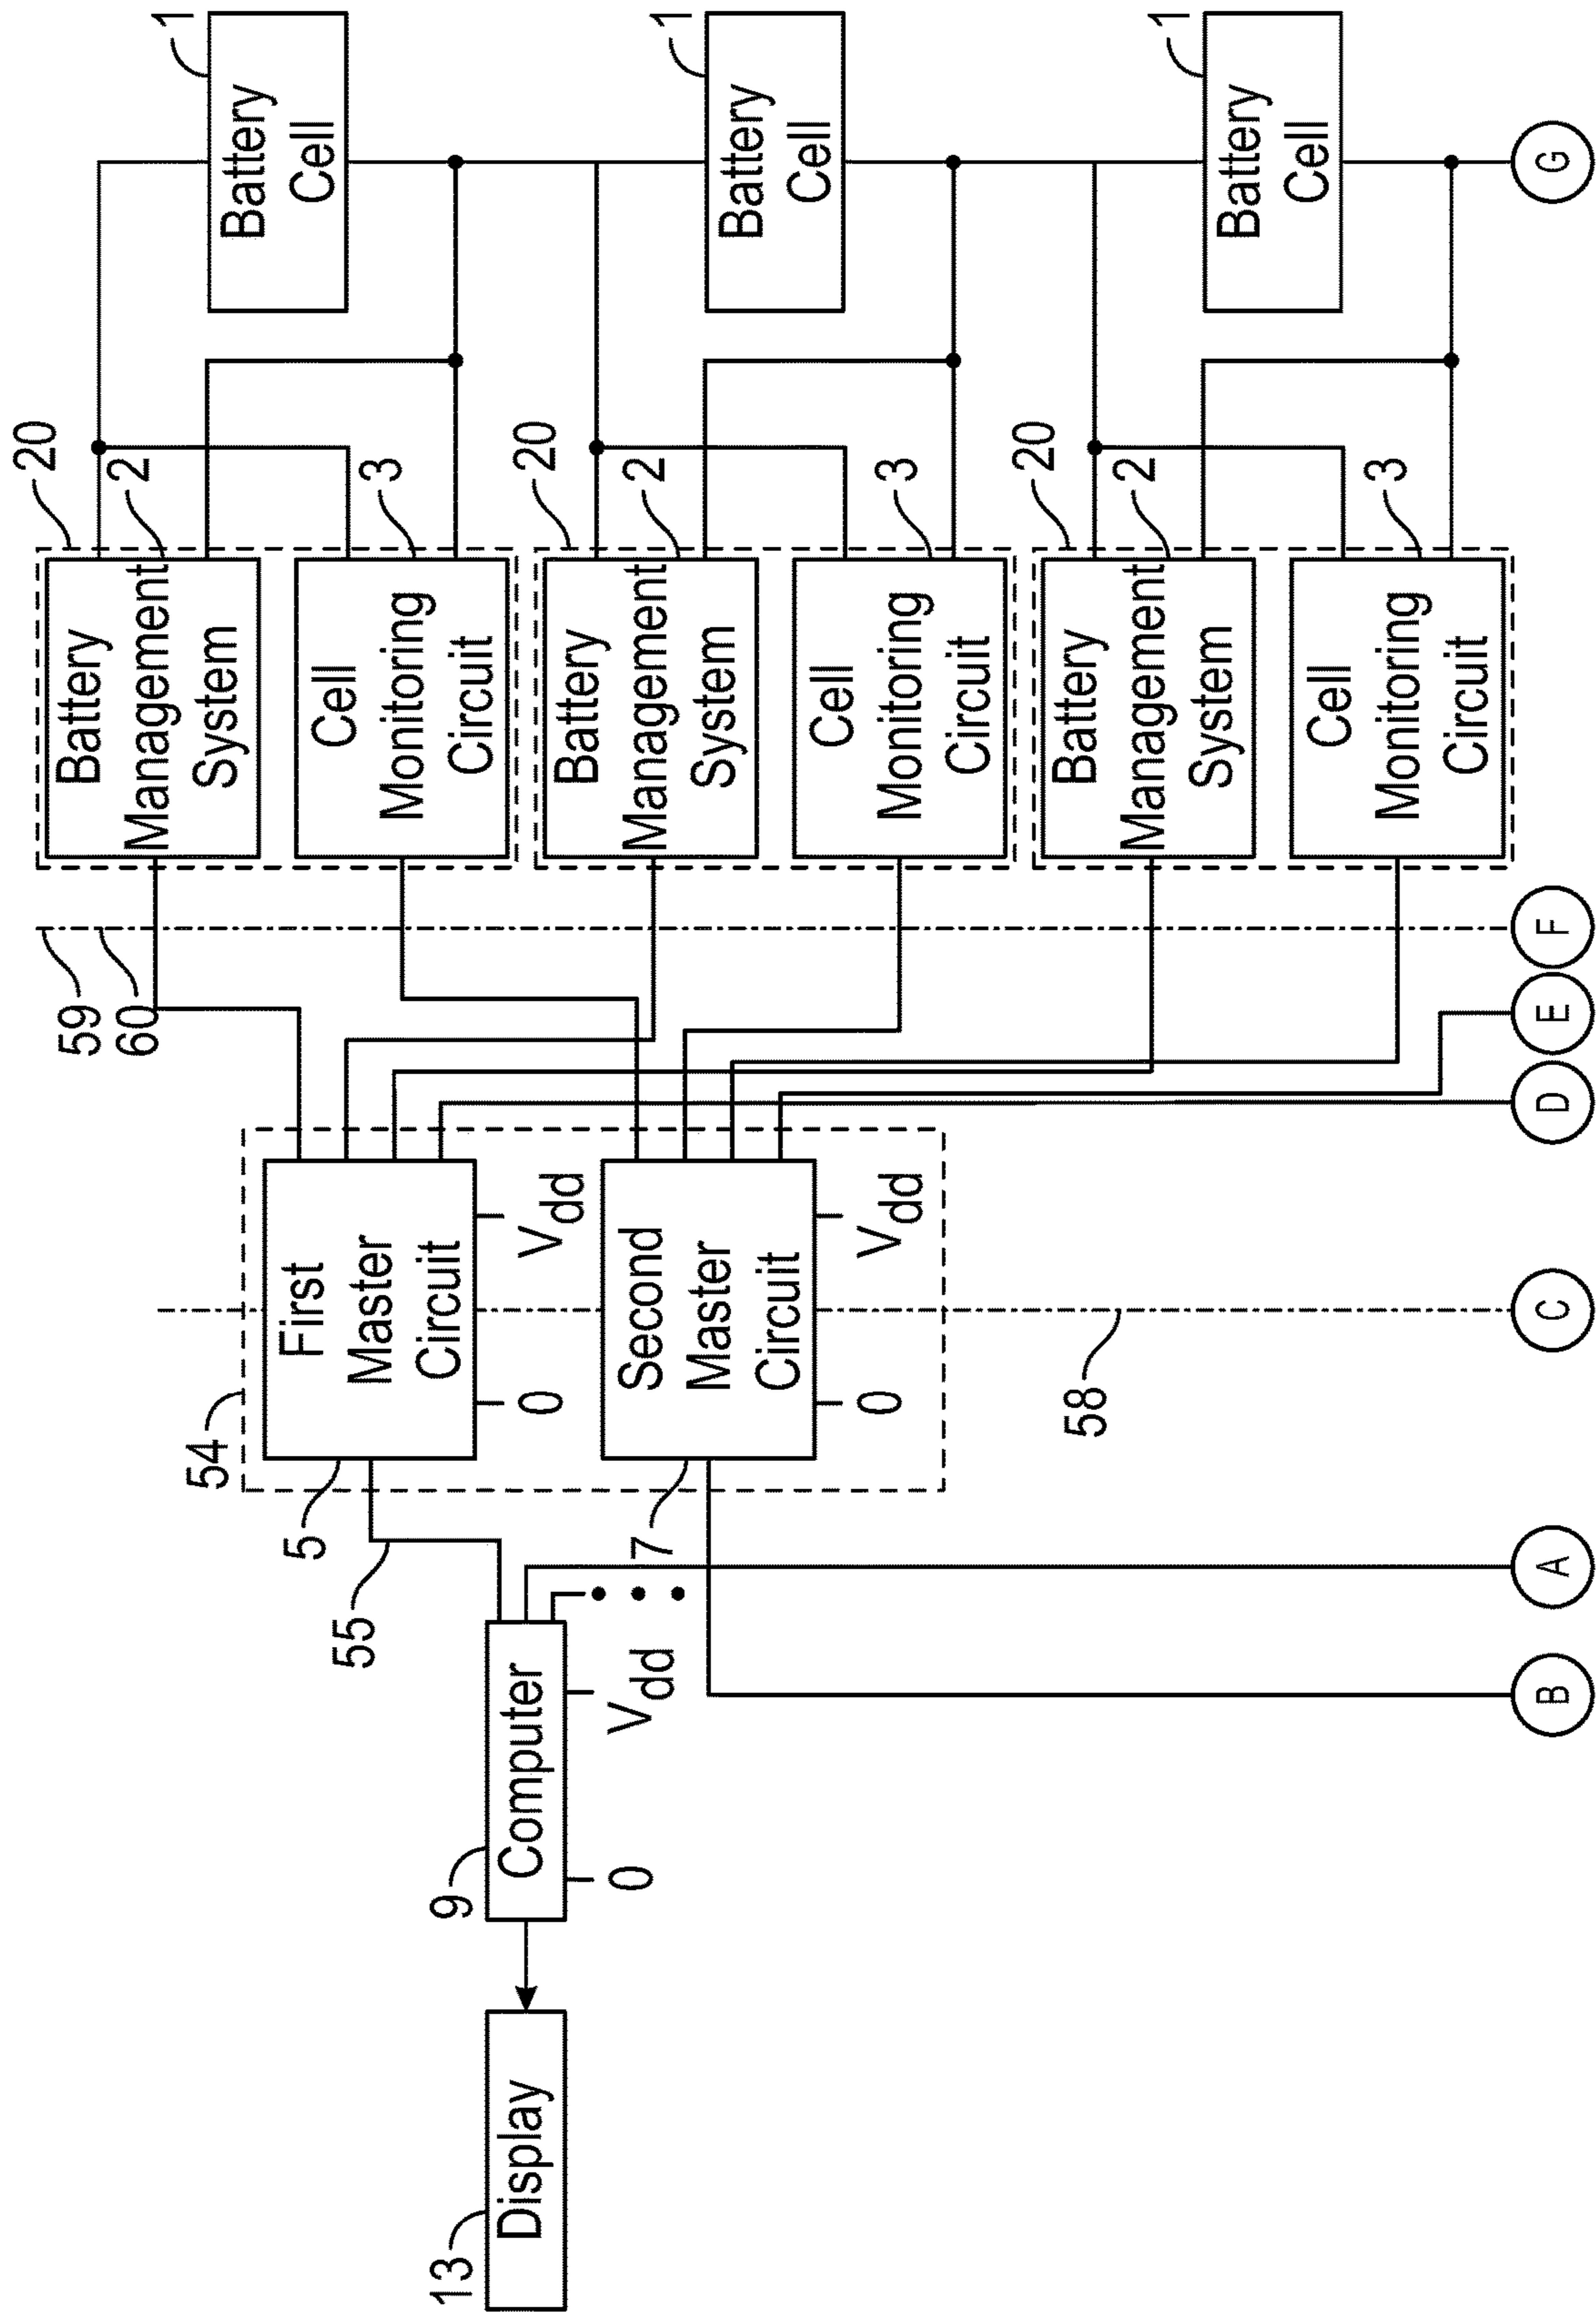 1
Battery
Cell
1
Battery
Cell
1
Battery
Cell
G
20
2
Battery
Management
System
3
Cell
Monitoring
Circuit
20
2
Battery
Management
System
3
Cell
Monitoring
Circuit
20
2
Battery
Management
System
3
Cell
Monitoring
Circuit
59
60
F
E
D
54
5
First
Master
Circuit
0
Vdd
7
Second
Master
Circuit
0
Vdd
58
C
55
A
B
9
Computer
0
Vdd
13
Display